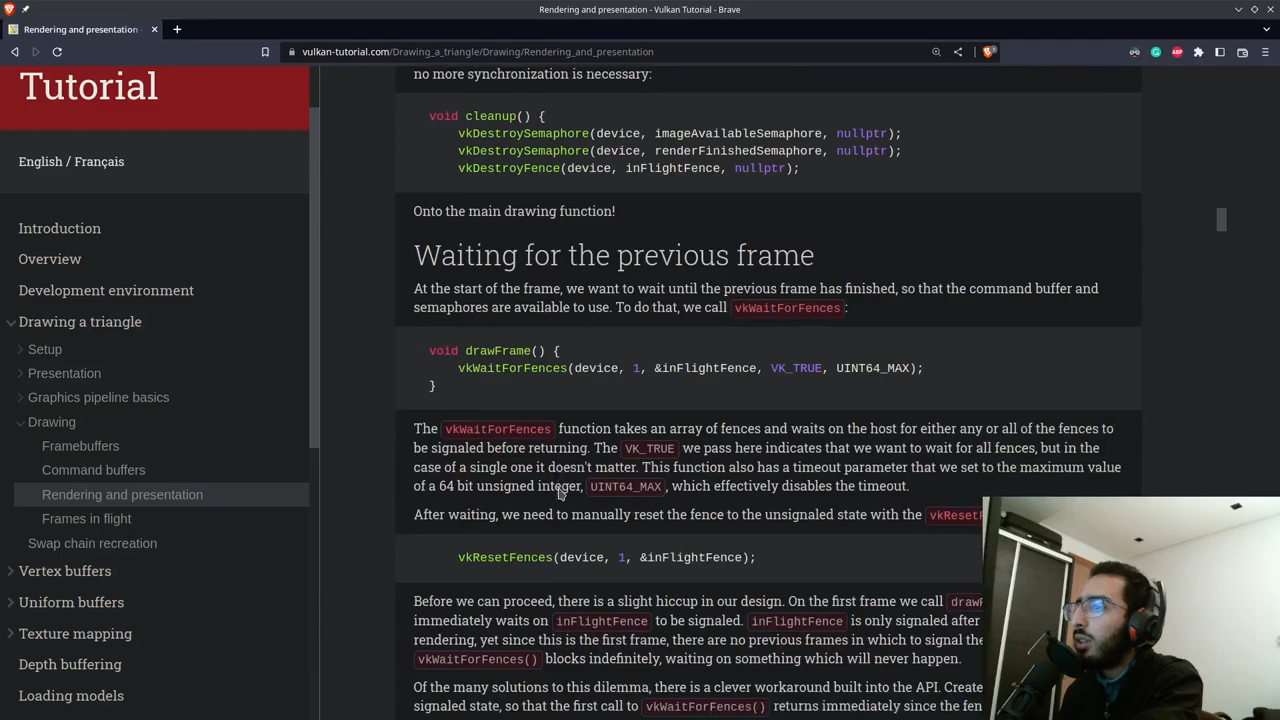 Rendering and presentation - Vulkan Tutorial - Brave
Rendering and presentation -
vulkan-tutorial.com/Drawing_a_triangle/Drawing/Rendering_and_presentation
Tutorial
English / Français
Introduction
Overview
Development environment
Drawing a triangle
Setup
Presentation
Graphics pipeline basics
Drawing
Framebuffers
Command buffers
Rendering and presentation
Frames in flight
Swap chain recreation
Vertex buffers
Uniform buffers
Texture mapping
Depth buffering
Loading models
no more synchronization is necessary:
void cleanup() {
vkDestroySemaphore(device, imageAvailableSemaphore, nullptr);
vkDestroySemaphore(device, renderFinishedSemaphore, nullptr);
vkDestroyFence(device, inFlightFence, nullptr);
Onto the main drawing function!
Waiting for the previous frame
At the start of the frame, we want to wait until the previous frame has finished, so that the command buffer and
semaphores are available to use. To do that, we call vkWaitForFences:
void drawFrame() {
vkWaitForFences(device, 1, &inFlightFence, VK_TRUE, UINT64_MAX);
}
The vkWaitForFences function takes an array of fences and waits on the host for either any or all of the fences to
be signaled before returning. The VK_TRUE we pass here indicates that we want to wait for all fences, but in the
case of a single one it doesn't matter. This function also has a timeout parameter that we set to the maximum value
of a 64 bit unsigned integer, UINT64_MAX, which effectively disables the timeout.
After waiting, we need to manually reset the fence to the unsignaled state with the vkResetF
vkResetFences(device, 1, &inFlightFence);
Before we can proceed, there is a slight hiccup in our design. On the first frame we call drawF
immediately waits on inFlightFence to be signaled. inFlightFence is only signaled after
rendering, yet since this is the first frame, there are no previous frames in which to signal the
vkWaitForFences() blocks indefinitely, waiting on something which will never happen.
Of the many solutions to this dilemma, there is a clever workaround built into the API. Create
signaled state, so that the first call to vkWaitForFences() returns immediately since the fen